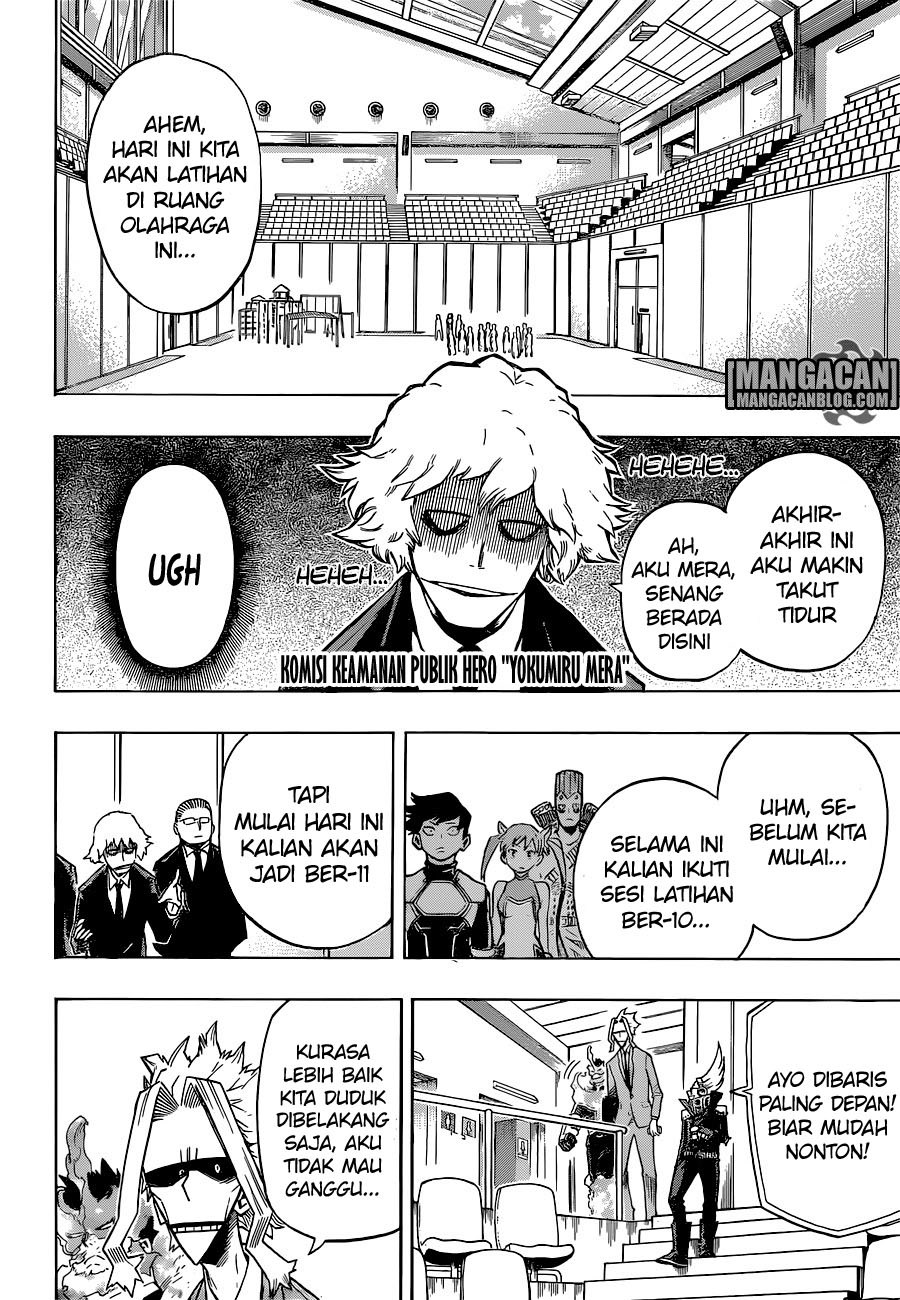 AHEM,
HARI INI KITA
AKAN LATIHAN
DI RUANG
OLAHRAGA
INI...
[MANGACAN]
MANGACANBLOG.COM
HEHEHE...
AKHIR-
AKHIR INI
AKU MAKIN
TAKUT
TIDUR
AH,
AKU MERA,
SENANG
BERADA
DISINI
HEHEH...
UGH
KOMISI KEAMANAN PUBLIK HERO "YOKUMIRU MERA"
UHM, SE-
BELUM KITA
MULAI...
SELAMA INI
KALIAN IKUTI
SESI LATIHAN
BER-10...
TAPI
MULAI HARI INI
KALIAN AKAN
JADI BER-11
AYO DIBARIS
PALING DEPAN!
BIAR MUDAH
NONTON!
KURASA
LEBIH BAIK
KITA DUDUK
DIBELAKANG
SAJA, AKU
TIDAK MAU
GANGGU...